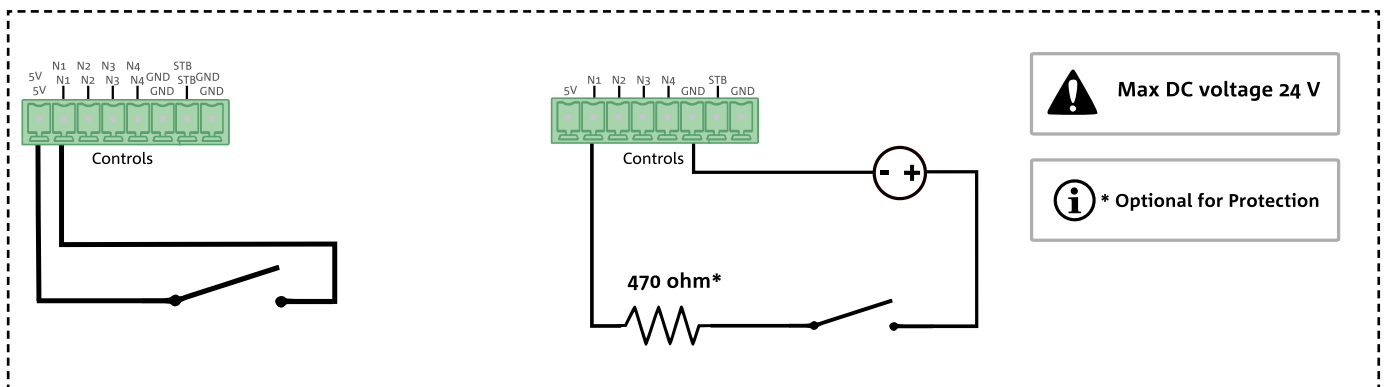 N1 N2 N3 N4 STB
5V GND GND
5V N1 N2 N3 N4 GND STB GND
Controls
5V N1 N2 N3 N4 GND STB GND
Controls
- +
470 ohm*
! Max DC voltage 24 V
i * Optional for Protection